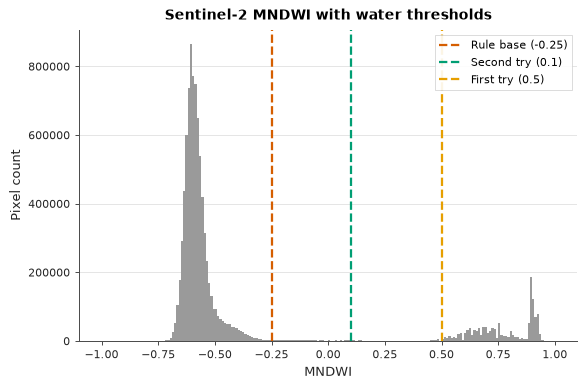 Sentinel-2 MNDWI with water thresholds
Rule base (-0.25)
Second try (0.1)
First try (0.5)
Pixel count
800000
600000
400000
200000
0
−1.00 −0.75 −0.50 −0.25 0.00 0.25 0.50 0.75 1.00
MNDWI